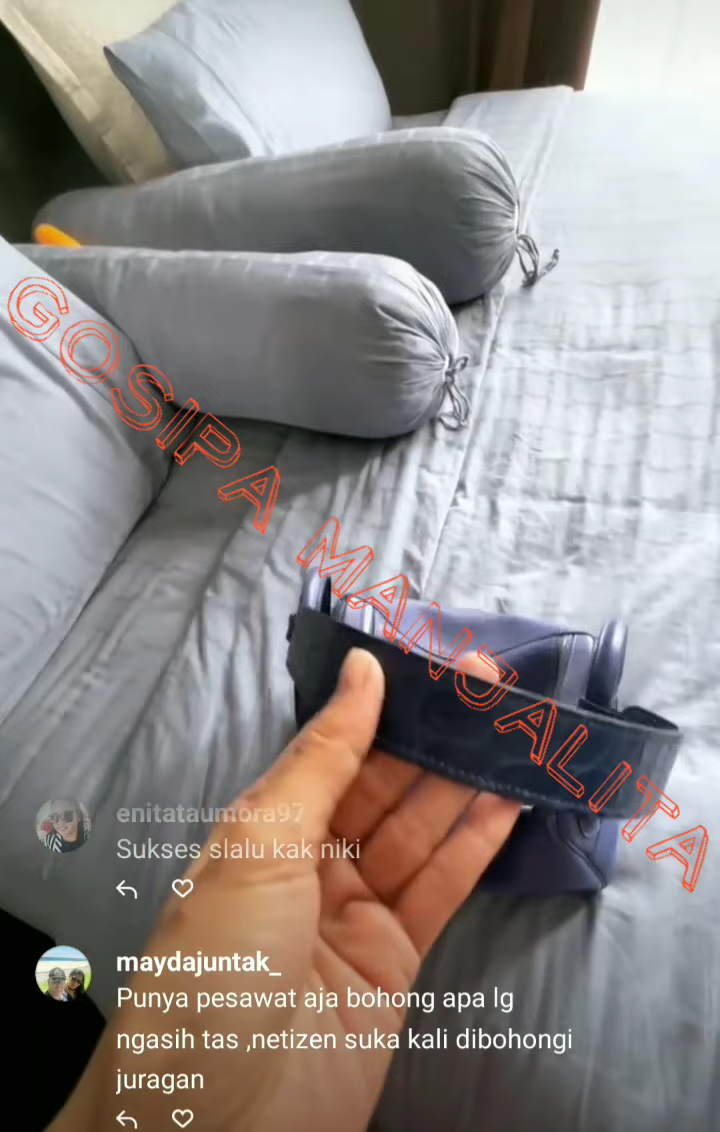 GOSIPA MANJALITA
enitataumora97
Sukses slalu kak niki
maydajuntak_
Punya pesawat aja bohong apa lg
ngasih tas ,netizen suka kali dibohongi
juragan